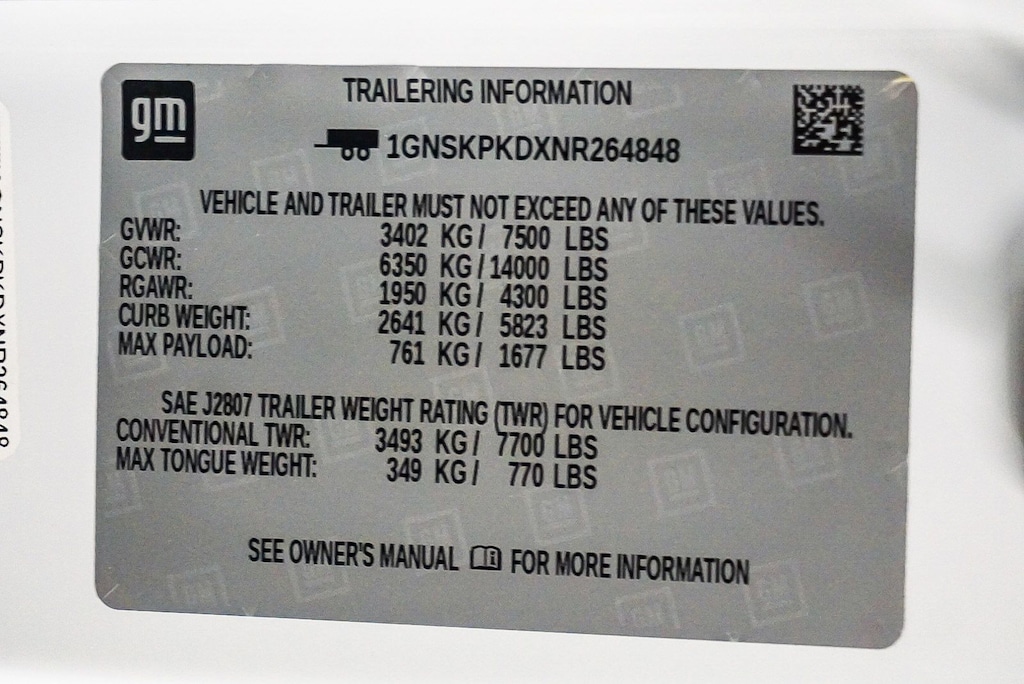 gm
TRAILERING INFORMATION
1GNSKPKDXNR264848
VEHICLE AND TRAILER MUST NOT EXCEED ANY OF THESE VALUES.
GVWR: 3402 KG / 7500 LBS
GCWR: 6350 KG / 14000 LBS
RGAWR: 1950 KG / 4300 LBS
CURB WEIGHT: 2641 KG / 5823 LBS
MAX PAYLOAD: 761 KG / 1677 LBS
SAE J2807 TRAILER WEIGHT RATING (TWR) FOR VEHICLE CONFIGURATION.
CONVENTIONAL TWR: 3493 KG / 7700 LBS
MAX TONGUE WEIGHT: 349 KG / 770 LBS
SEE OWNER'S MANUAL FOR MORE INFORMATION